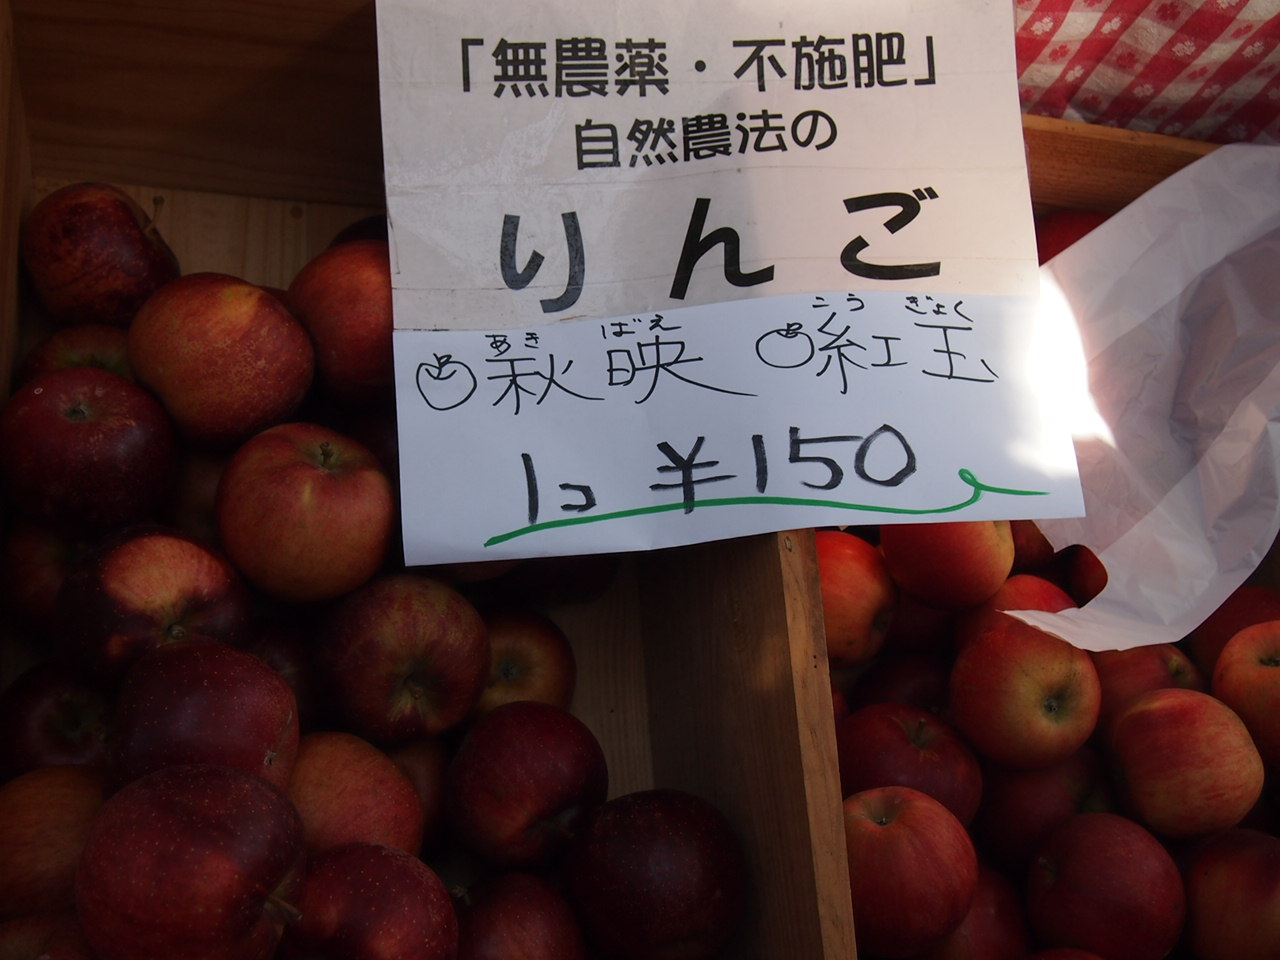 「無農薬・不施肥」
自然農法の
りんご
あき ばえ こう ぎょく
秋映 紅玉
1コ ¥150